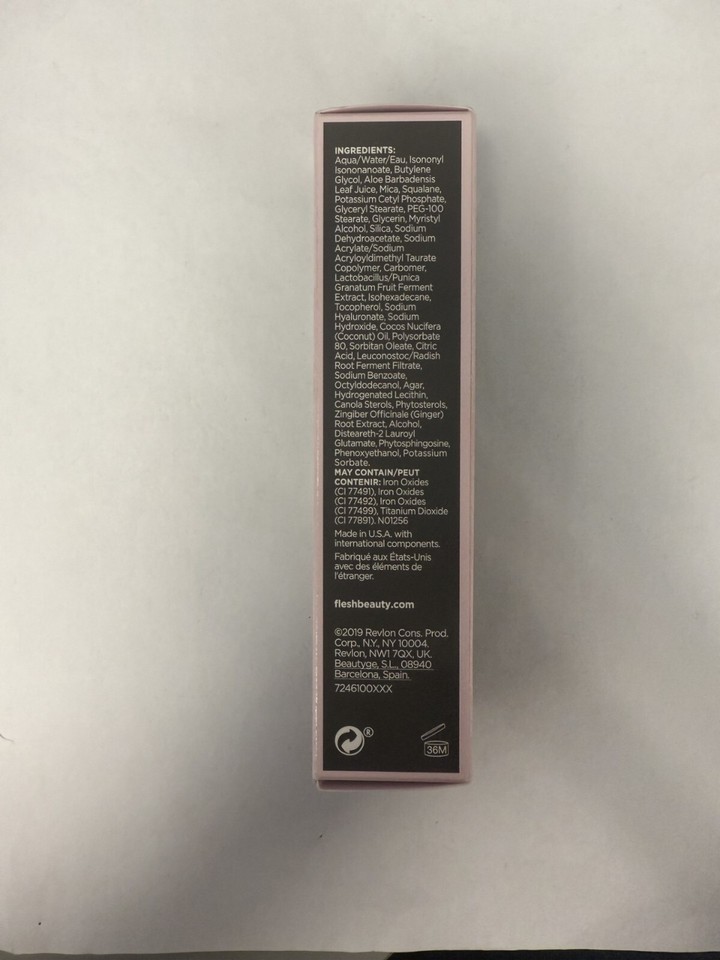 INGREDIENTS:
Aqua/Water/Eau, Isononyl
Isononanoate, Butylene
Glycol, Aloe Barbadensis
Leaf Juice, Mica, Squalane,
Potassium Cetyl Phosphate,
Glyceryl Stearate, PEG-100
Stearate, Glycerin, Myristyl
Alcohol, Silica, Sodium
Dehydroacetate, Sodium
Acrylate/Sodium
Acryloyldimethyl Taurate
Copolymer, Carbomer,
Lactobacillus/Punica
Granatum Fruit Ferment
Extract, Isohexadecane,
Tocopherol, Sodium
Hyaluronate, Sodium
Hydroxide, Cocos Nucifera
(Coconut) Oil, Polysorbate
80, Sorbitan Oleate, Citric
Acid, Leuconostoc/Radish
Root Ferment Filtrate,
Sodium Benzoate,
Octyldodecanol, Agar,
Hydrogenated Lecithin,
Canola Sterols, Phytosterols,
Zingiber Officinale (Ginger)
Root Extract, Alcohol,
Disteareth-2 Lauroyl
Glutamate, Phytosphingosine,
Phenoxyethanol, Potassium
Sorbate.
MAY CONTAIN/PEUT
CONTENIR: Iron Oxides
(CI 77491), Iron Oxides
(CI 77492), Iron Oxides
(CI 77499), Titanium Dioxide
(CI 77891). N01256
Made in U.S.A. with
international components.
Fabriqué aux États-Unis
avec des éléments de
l'étranger.
fleshbeauty.com
©2019 Revlon Cons. Prod.
Corp., N.Y., NY 10004.
Revlon, NW1 7QX, UK.
Beautyge, S.L., 08940
Barcelona, Spain.
7246100XXX
®
36M